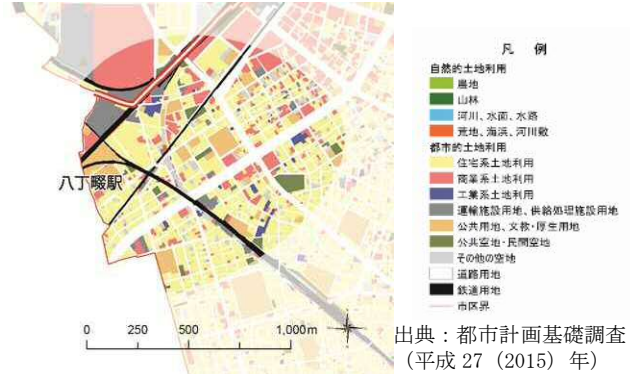 八丁畷駅
0 250 500 1,000m
凡 例
自然的土地利用
農地
山林
河川、水面、水路
荒地、海浜、河川敷
都市的土地利用
住宅系土地利用
商業系土地利用
工業系土地利用
運輸施設用地、供給処理施設用地
公共用地、文教・厚生用地
公共空地・民間空地
その他の空地
道路用地
鉄道用地
市区界
出典：都市計画基礎調査
（平成 27（2015）年）